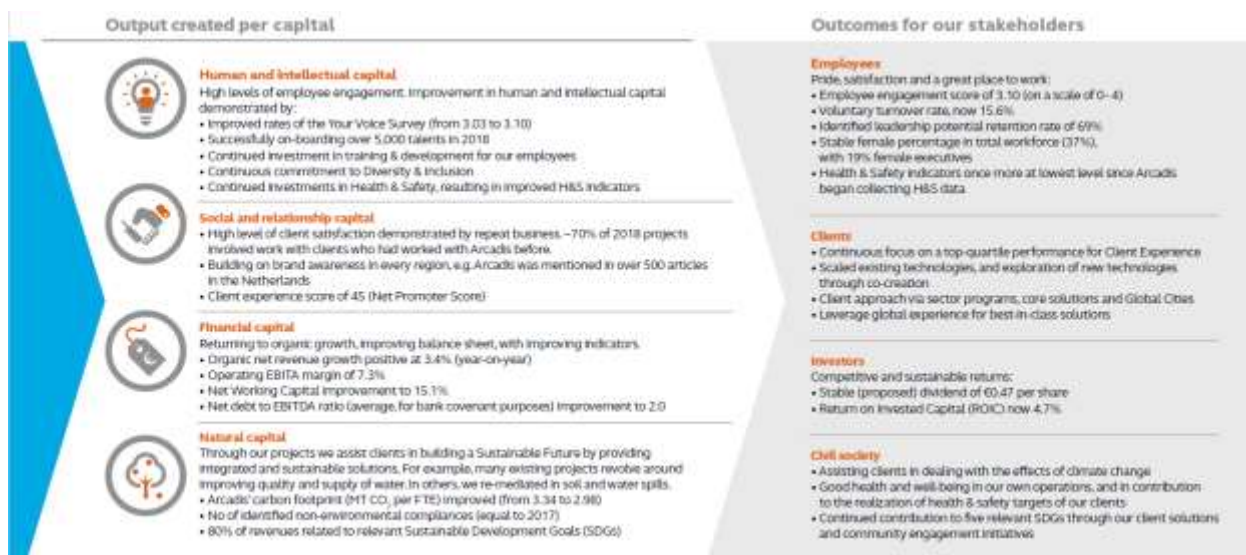 Output created per capital
Human and intellectual capital
High levels of employee engagement. Improvement in human and intellectual capital
demonstrated by:
• Improved rates of the Your Voice Survey (from 3.03 to 3.10)
• Successfully on-boarding over 5,000 talents in 2018
• Continued investment in training & development for our employees
• Continuous commitment to Diversity & Inclusion
• Continued investments in Health & Safety, resulting in improved H&S indicators
Social and relationship capital
• High level of client satisfaction demonstrated by repeat business. ~70% of 2018 projects
involved work with clients who had worked with Arcadis before.
• Building on brand awareness in every region, e.g. Arcadis was mentioned in over 500 articles
in the Netherlands
• Client experience score of 45 (Net Promoter Score)
Financial capital
Returning to organic growth, improving balance sheet, with improving indicators.
• Organic net revenue growth positive at 3.4% (year-on-year)
• Operating EBITA margin of 7.3%
• Net Working Capital improvement to 15.1%
• Net debt to EBITDA ratio (average, for bank covenant purposes) improvement to 2.0
Natural capital
Through our projects we assist clients in building a Sustainable Future by providing
integrated and sustainable solutions. For example, many existing projects revolve around
improving quality and supply of water. In others, we re-mediated in soil and water spills.
• Arcadis' carbon footprint (MT CO₂ per FTE) improved (from 3.34 to 2.98)
• No of identified non-environmental compliances (equal to 2017)
• 80% of revenues related to relevant Sustainable Development Goals (SDGs)
Outcomes for our stakeholders
Employees
Pride, satisfaction and a great place to work:
• Employee engagement score of 3.10 (on a scale of 0–4)
• Voluntary turnover rate, now 15.6%
• Identified leadership potential retention rate of 69%
• Stable female percentage in total workforce (37%),
with 19% female executives
• Health & Safety indicators once more at lowest level since Arcadis
began collecting H&S data
Clients
• Continuous focus on a top-quartile performance for Client Experience
• Scaled existing technologies, and exploration of new technologies
through co-creation
• Client approach via sector programs, core solutions and Global Cities
• Leverage global experience for best-in-class solutions
Investors
Competitive and sustainable returns:
• Stable (proposed) dividend of €0.47 per share
• Return on Invested Capital (ROIC) now 4.7%
Civil society
• Assisting clients in dealing with the effects of climate change
• Good health and well-being in our own operations, and in contribution
to the realization of health & safety targets of our clients
• Continued contribution to five relevant SDGs through our client solutions
and community engagement initiatives